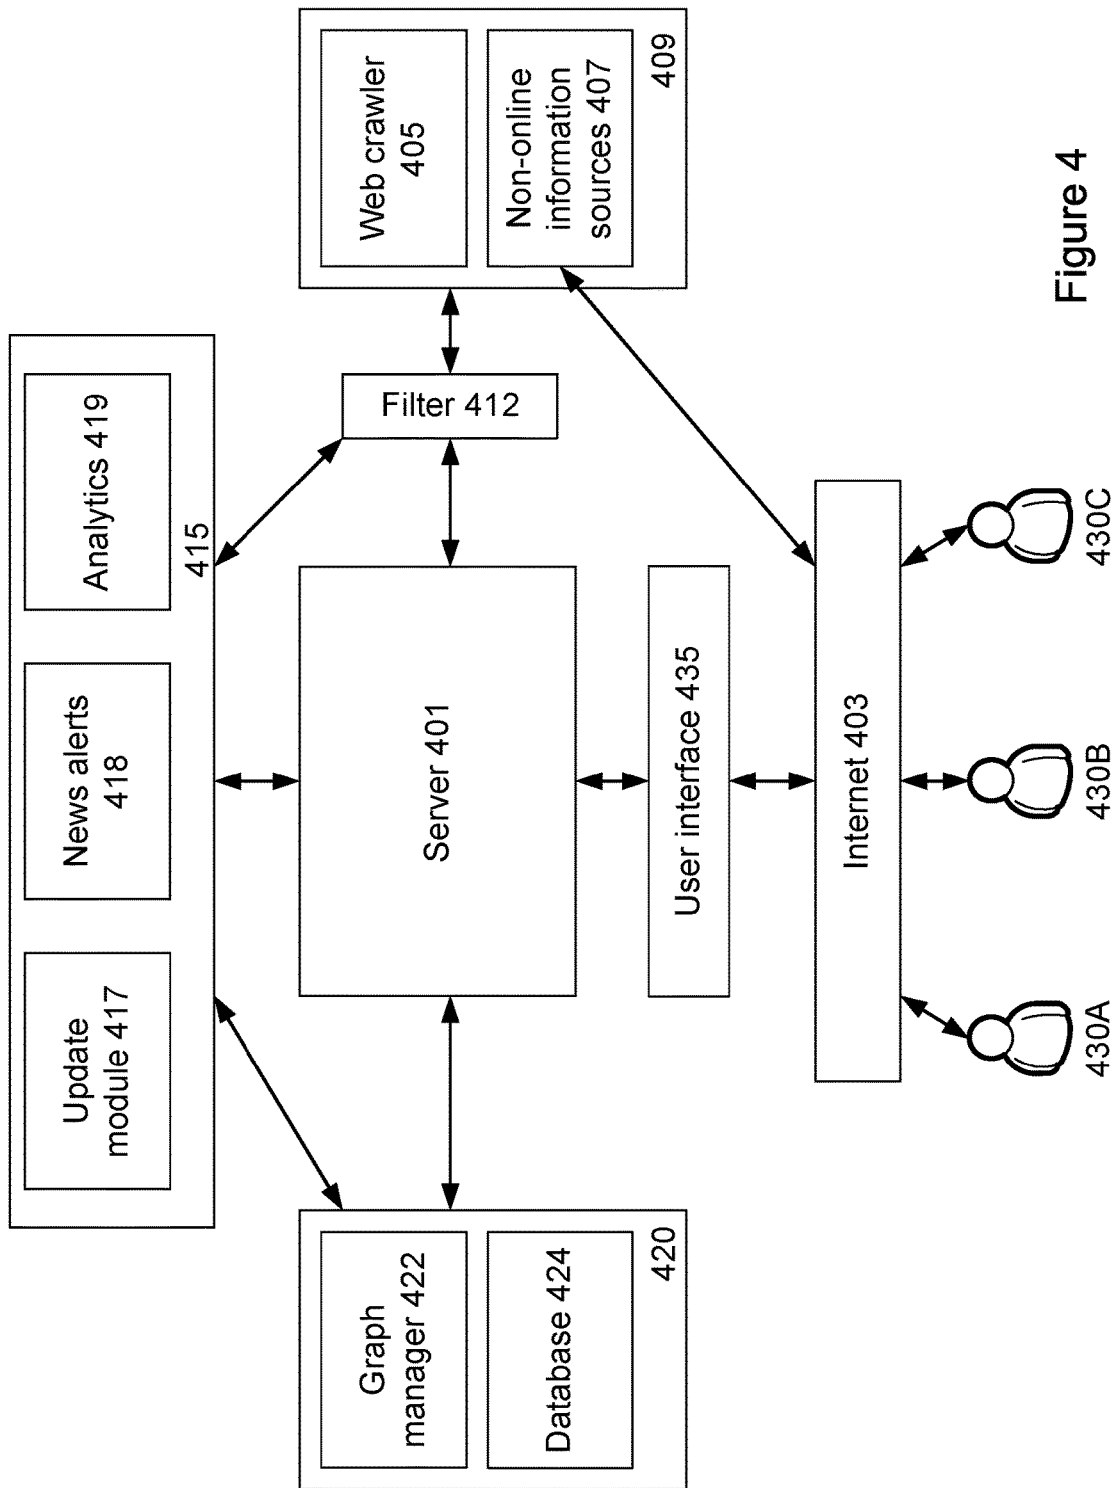 Update
module 417
News alerts
418
Analytics 419
415
Graph
manager 422
Database 424
420
Server 401
Filter 412
Web crawler
405
Non-online
information
sources 407
409
User interface 435
Internet 403
430A
430B
430C
Figure 4